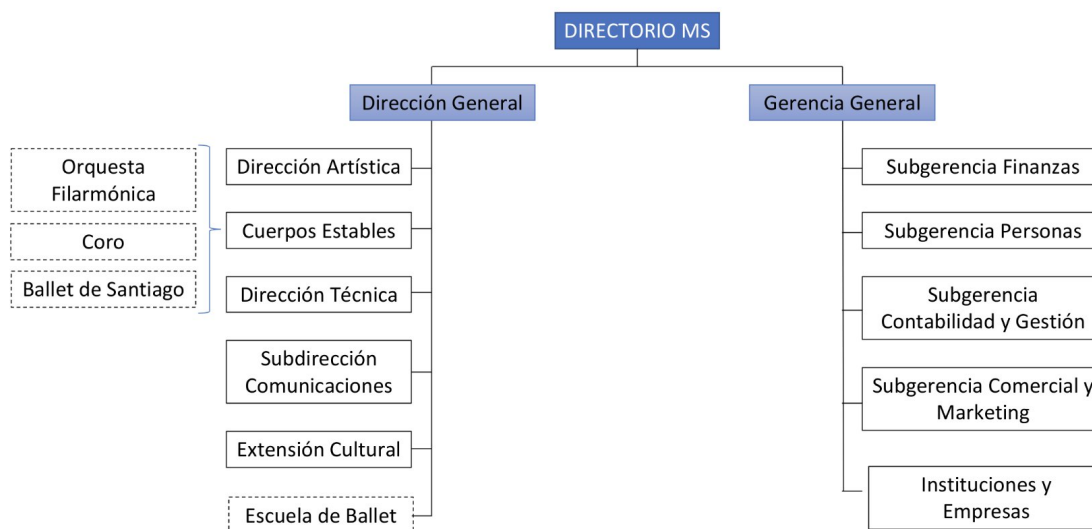 DIRECTORIO MS
Dirección General
Gerencia General
Orquesta
Filarmónica
Coro
Ballet de Santiago
Dirección Artística
Cuerpos Estables
Dirección Técnica
Subdirección
Comunicaciones
Extensión Cultural
Escuela de Ballet
Subgerencia Finanzas
Subgerencia Personas
Subgerencia
Contabilidad y Gestión
Subgerencia Comercial y
Marketing
Instituciones y
Empresas